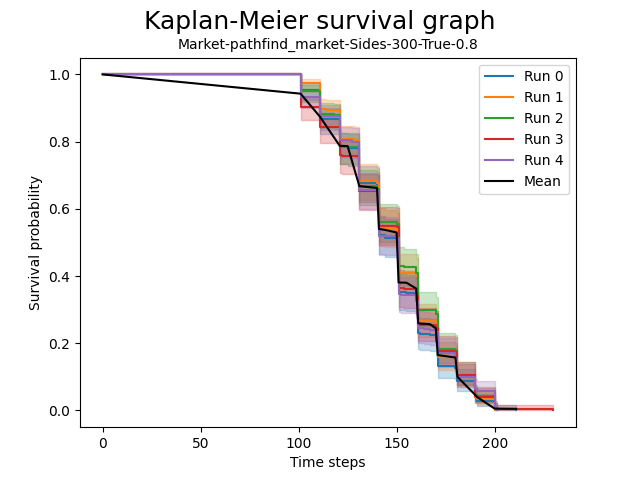 Kaplan-Meier survival graph
Market-pathfind_market-Sides-300-True-0.8
Survival probability
1.0
0.8
0.6
0.4
0.2
0.0
Run 0
Run 1
Run 2
Run 3
Run 4
Mean
0
50
100
150
200
Time steps